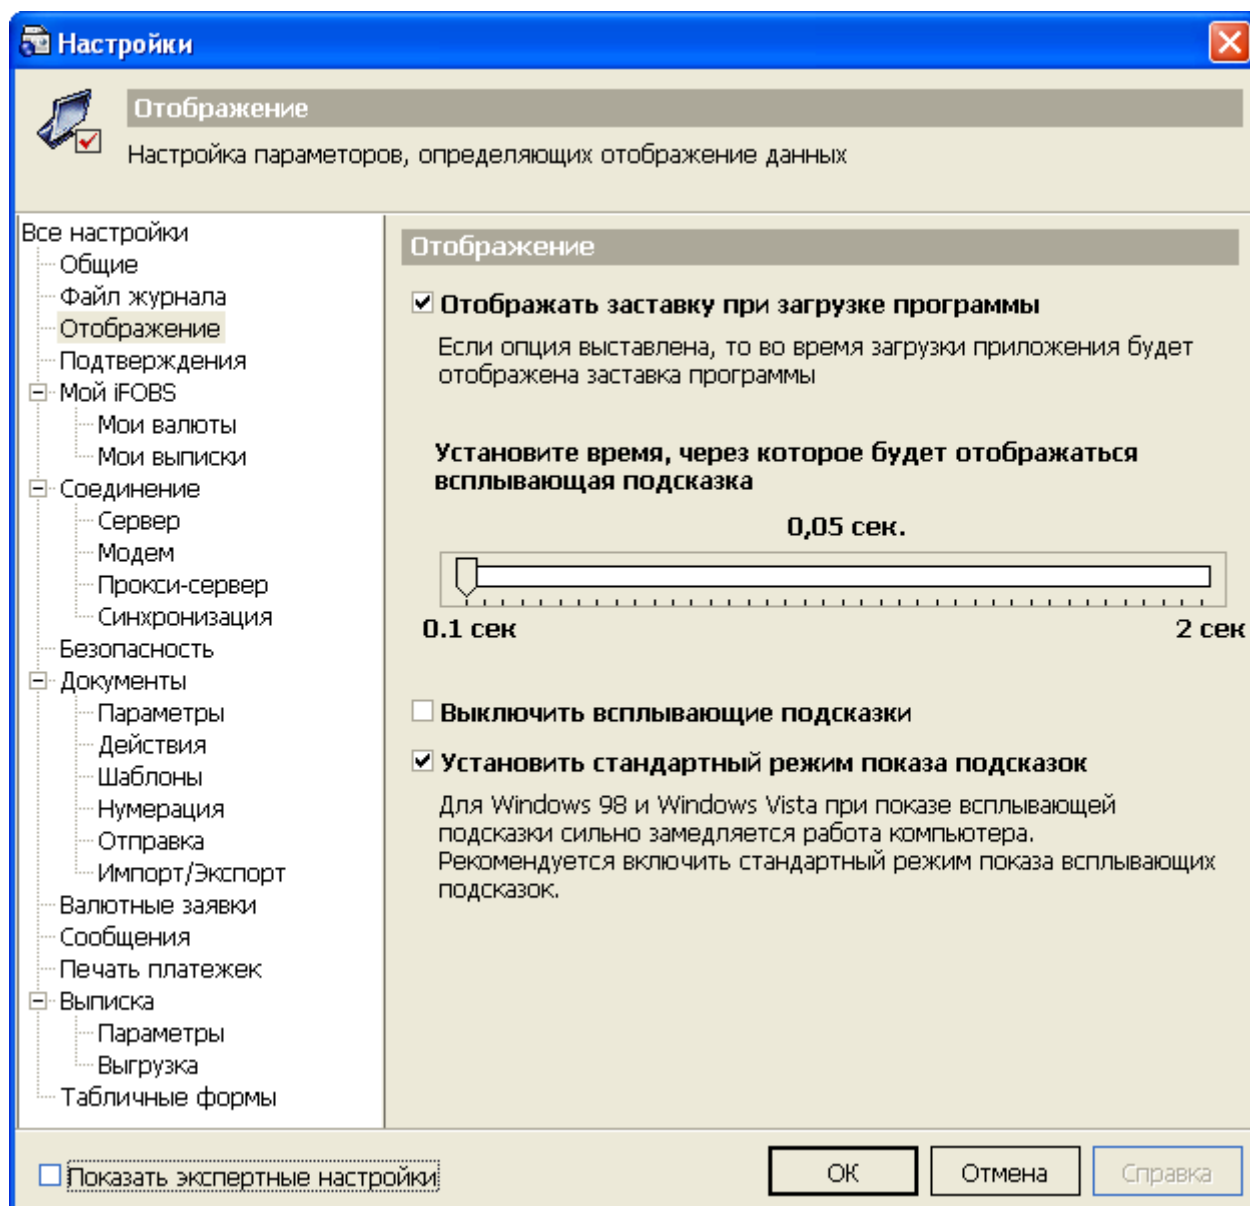 Настройки
Отображение
Настройка параметоров, определяющих отображение данных
Все настройки
Общие
Файл журнала
Отображение
Подтверждения
Мой iFOBS
Мои валюты
Мои выписки
Соединение
Сервер
Модем
Прокси-сервер
Синхронизация
Безопасность
Документы
Параметры
Действия
Шаблоны
Нумерация
Отправка
Импорт/Экспорт
Валютные заявки
Сообщения
Печать платежек
Выписка
Параметры
Выгрузка
Табличные формы
Отображение
Отображать заставку при загрузке программы
Если опция выставлена, то во время загрузки приложения будет
отображена заставка программы
Установите время, через которое будет отображаться
всплывающая подсказка
0,05 сек.
0.1 сек
2 сек
Выключить всплывающие подсказки
Установить стандартный режим показа подсказок
Для Windows 98 и Windows Vista при показе всплывающей
подсказки сильно замедляется работа компьютера.
Рекомендуется включить стандартный режим показа всплывающих
подсказок.
Показать экспертные настройки
ОК
Отмена
Справка